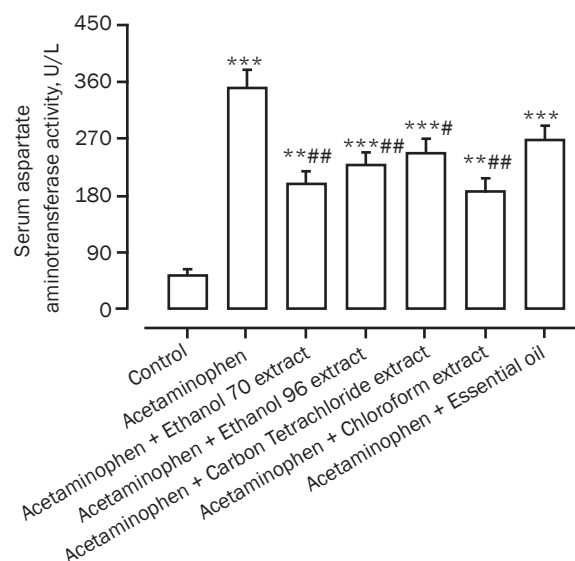 Serum aspartate
aminotransferase activity, U/L
450
360
270
180
90
0
***
**##
***##
***#
**##
***
Control
Acetaminophen
Acetaminophen + Ethanol 70 extract
Acetaminophen + Ethanol 96 extract
Acetaminophen + Carbon Tetrachloride extract
Acetaminophen + Chloroform extract
Acetaminophen + Essential oil